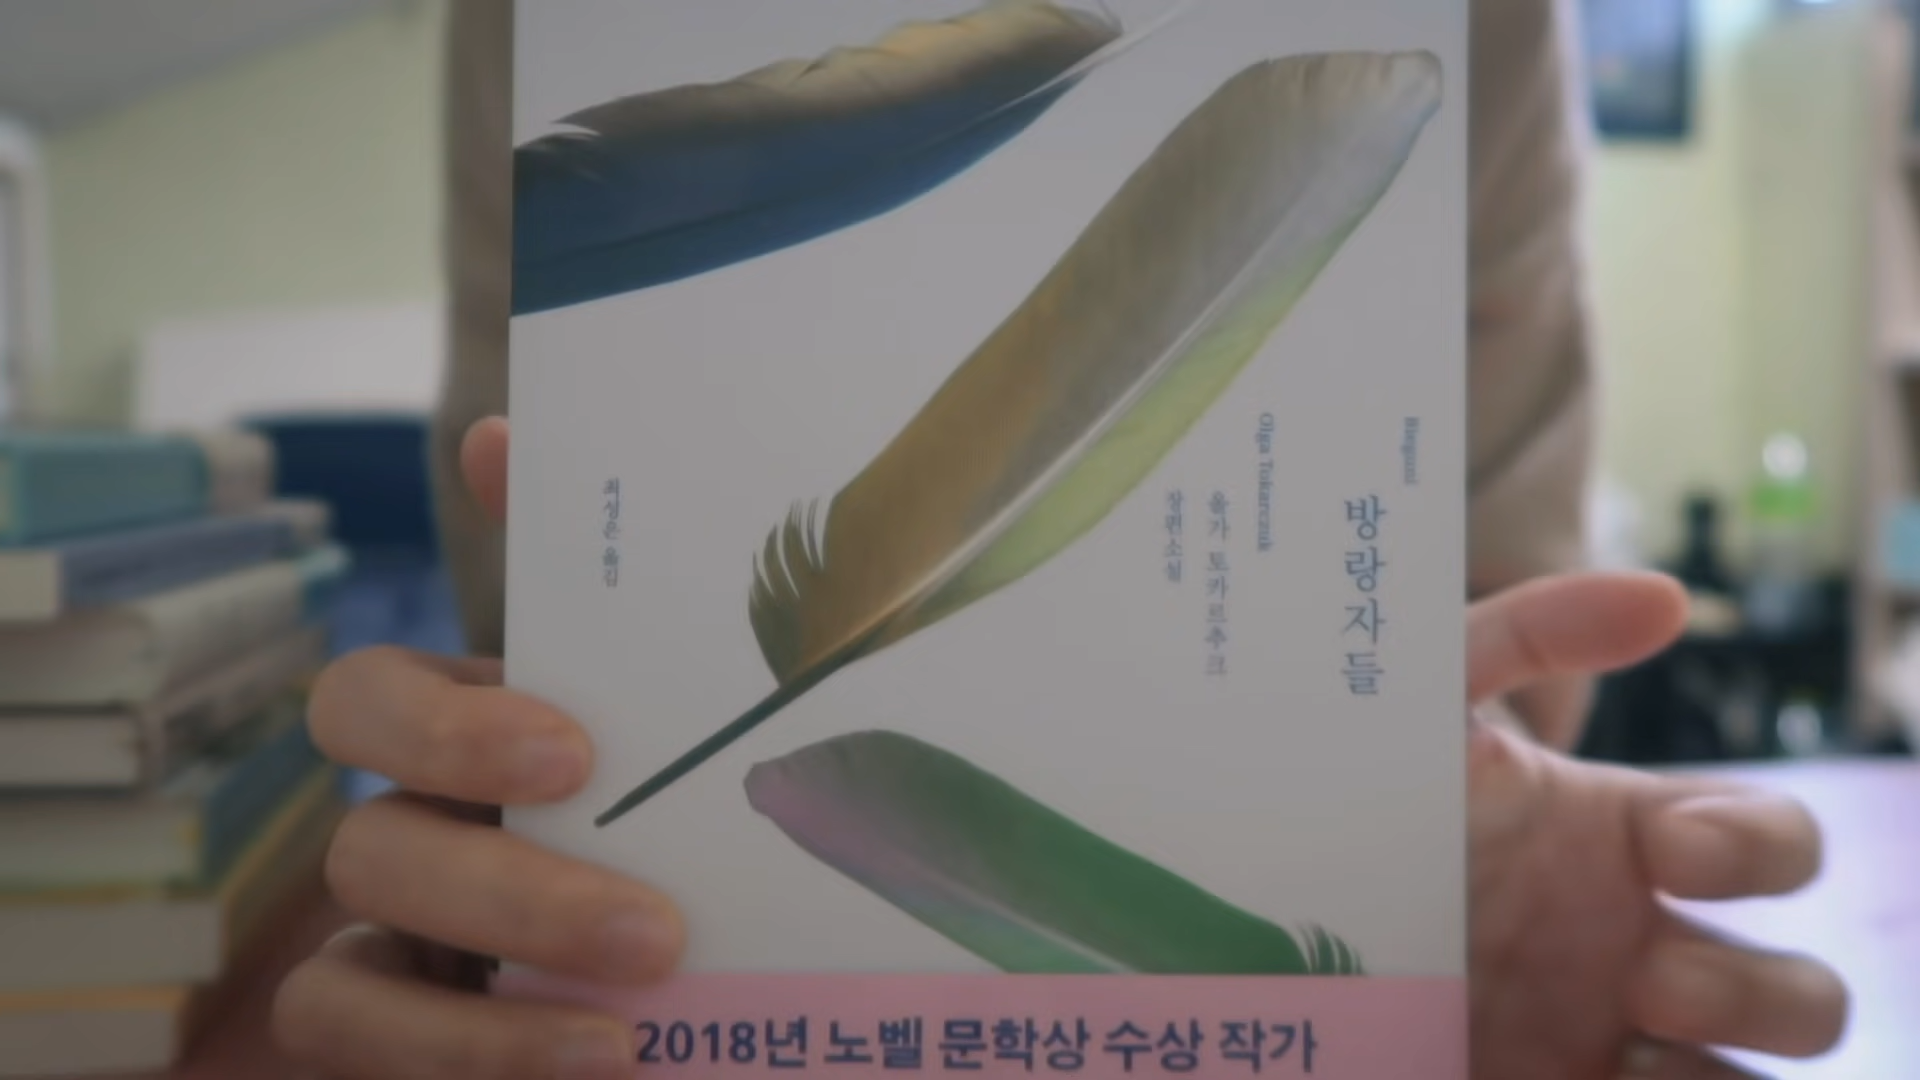 Bieguni
방랑자들
Olga Tokarczuk
올가 토카르추크
장편소설
최성은 옮김
2018년 노벨 문학상 수상 작가